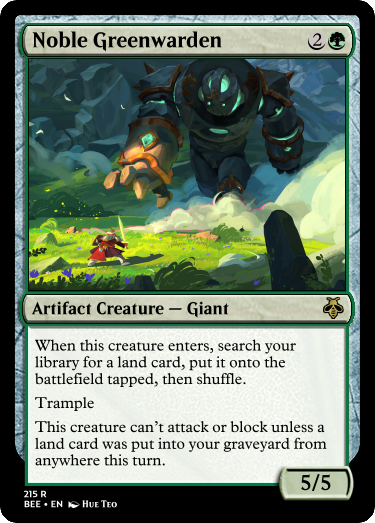 Noble Greenwarden 2
Artifact Creature — Giant
When this creature enters, search your
library for a land card, put it onto the
battlefield tapped, then shuffle.
Trample
This creature can't attack or block unless a
land card was put into your graveyard from
anywhere this turn.
5/5
215 R
BEE • EN Hue Teo